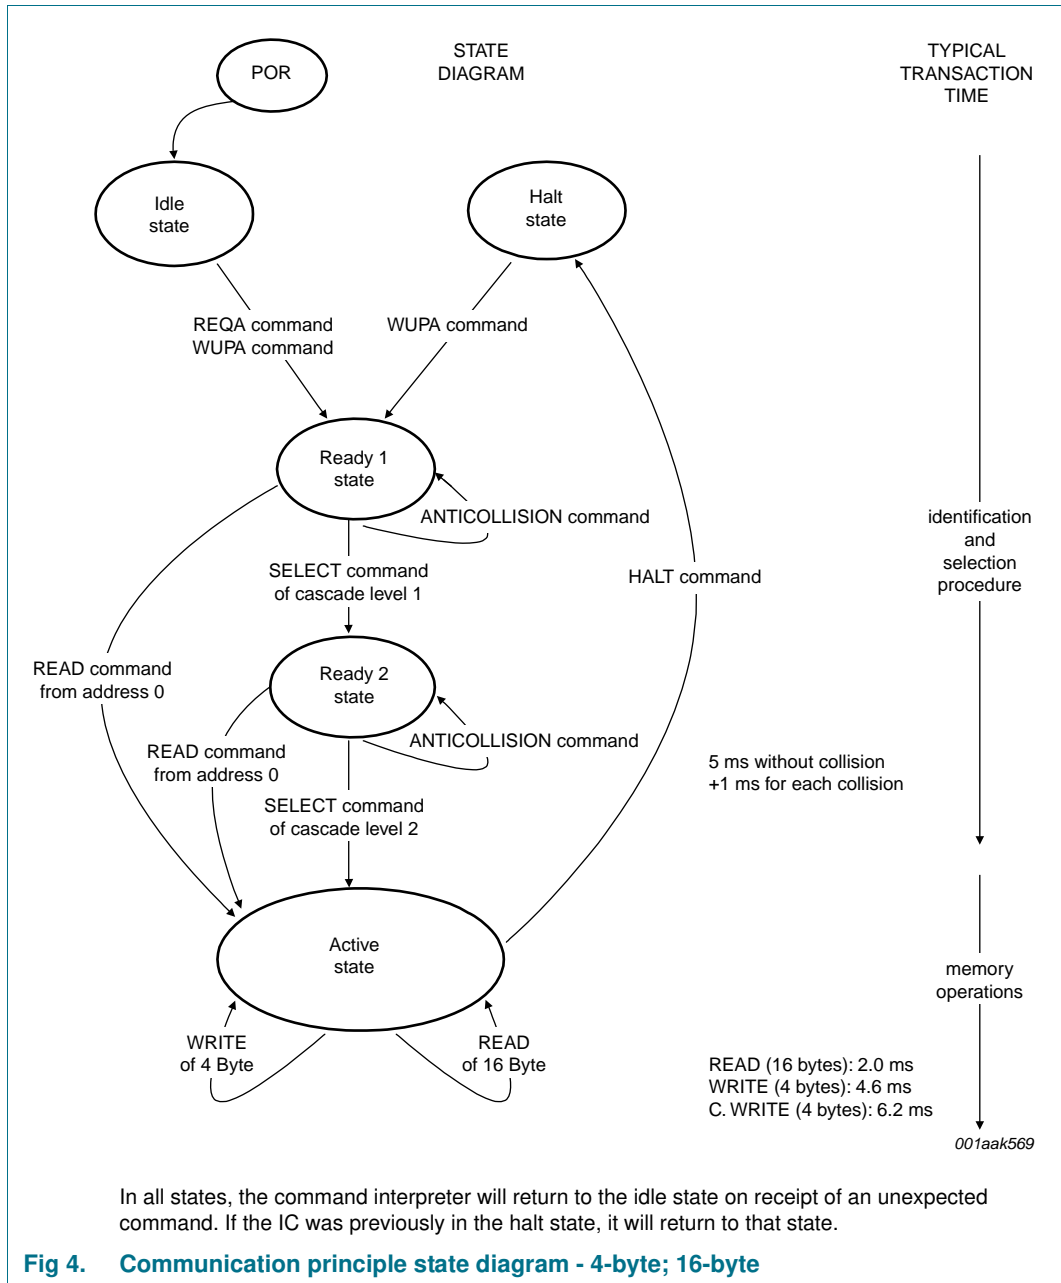 POR
STATE
DIAGRAM
TYPICAL
TRANSACTION
TIME
Idle
state
Halt
state
REQA command
WUPA command
WUPA command
Ready 1
state
ANTICOLLISION command
identification
and
selection
procedure
SELECT command
of cascade level 1
HALT command
READ command
from address 0
Ready 2
state
READ command
from address 0
ANTICOLLISION command
5 ms without collision
+1 ms for each collision
SELECT command
of cascade level 2
Active
state
memory
operations
WRITE
of 4 Byte
READ
of 16 Byte
READ (16 bytes): 2.0 ms
WRITE (4 bytes): 4.6 ms
C. WRITE (4 bytes): 6.2 ms
001aak569
In all states, the command interpreter will return to the idle state on receipt of an unexpected
command. If the IC was previously in the halt state, it will return to that state.
Fig 4. Communication principle state diagram - 4-byte; 16-byte